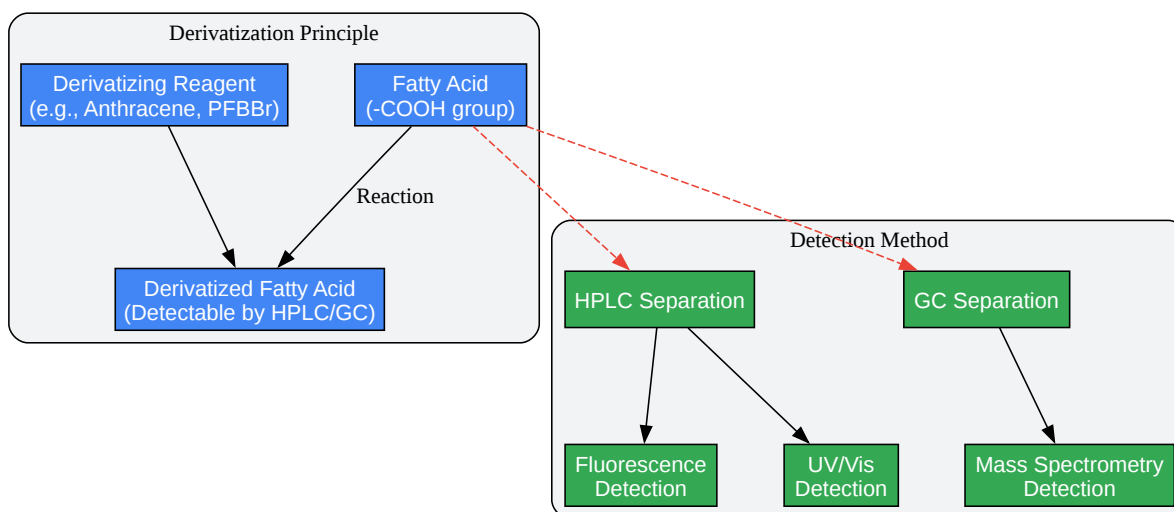 Derivatization Principle
Derivatizing Reagent
(e.g., Anthracene, PFBBr)
Fatty Acid
(-COOH group)
Reaction
Derivatized Fatty Acid
(Detectable by HPLC/GC)
Detection Method
HPLC Separation
GC Separation
Fluorescence
Detection
UV/Vis
Detection
Mass Spectrometry
Detection